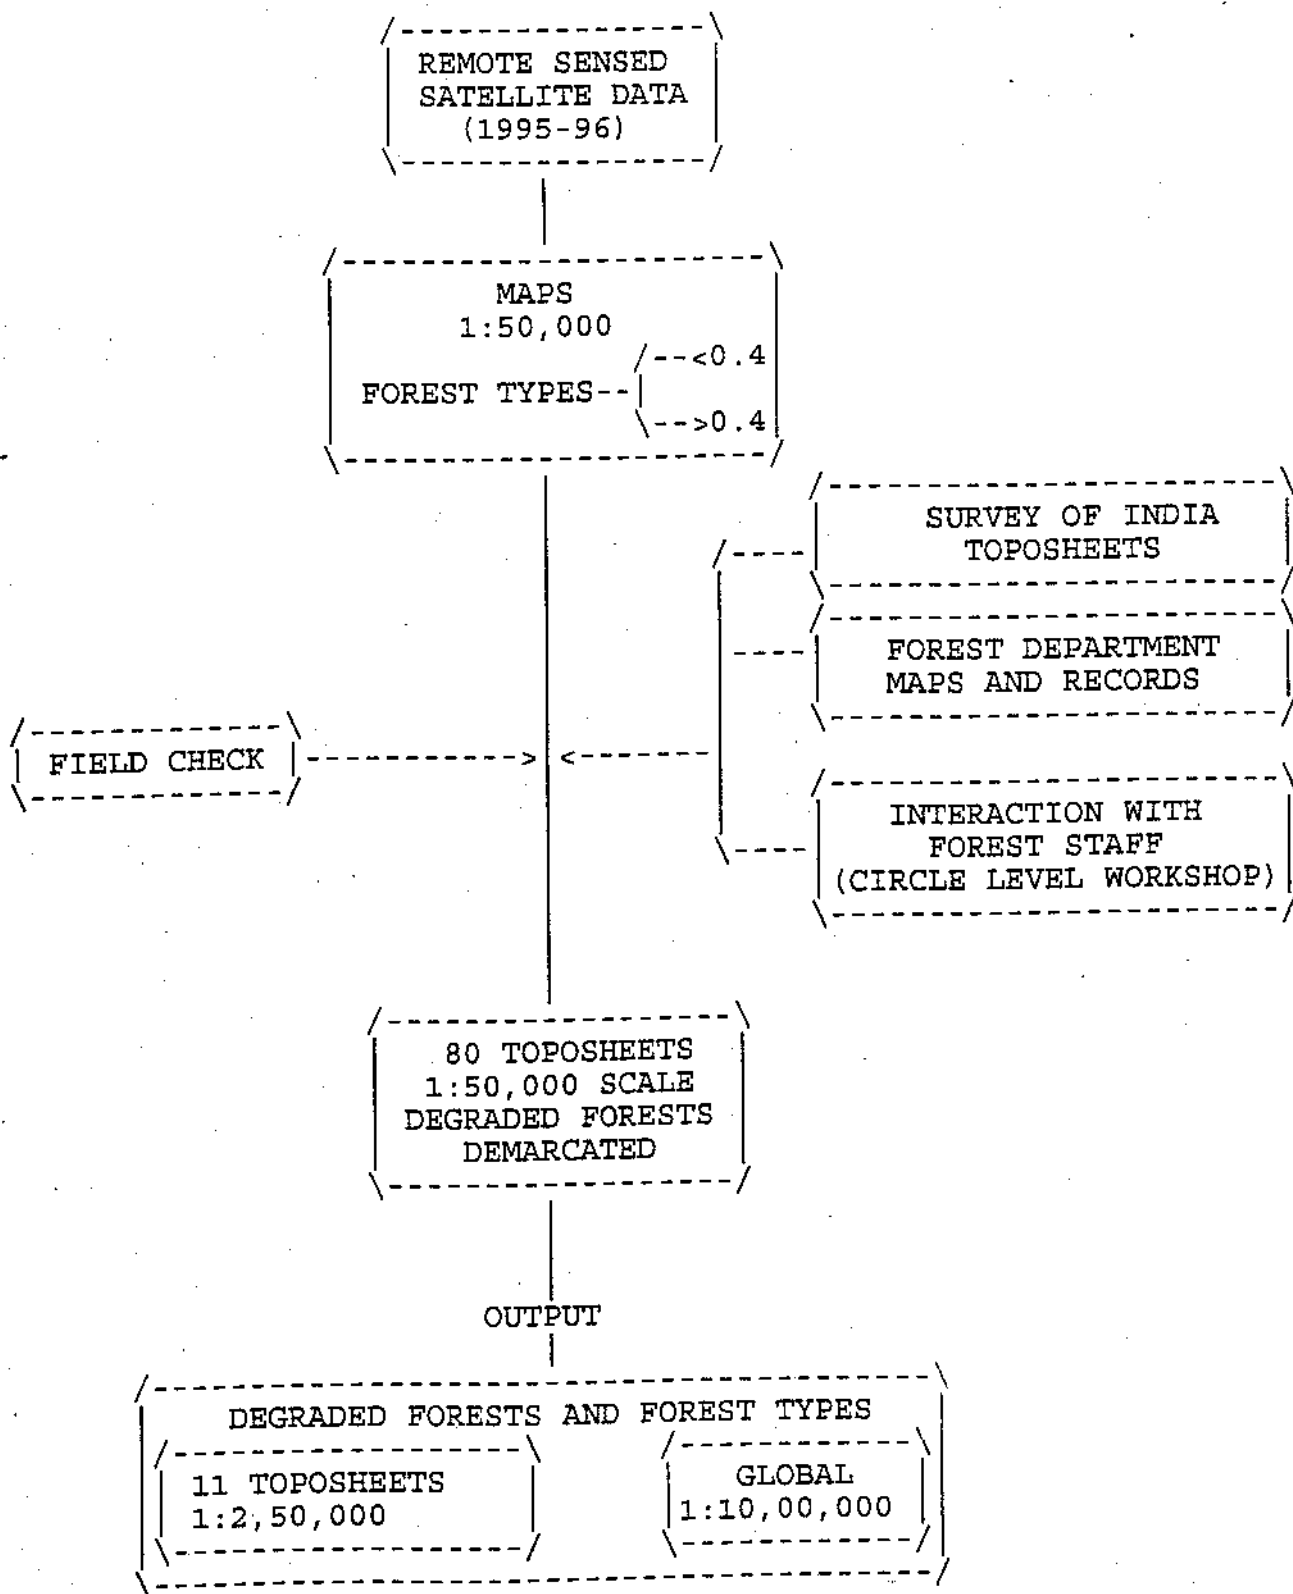 REMOTE SENSED
SATELLITE DATA
(1995-96)
MAPS
1:50,000
<0.4
FOREST TYPES
>0.4
SURVEY OF INDIA
TOPOSHEETS
FOREST DEPARTMENT
MAPS AND RECORDS
FIELD CHECK
INTERACTION WITH
FOREST STAFF
(CIRCLE LEVEL WORKSHOP)
80 TOPOSHEETS
1:50,000 SCALE
DEGRADED FORESTS
DEMARCATED
OUTPUT
DEGRADED FORESTS AND FOREST TYPES
11 TOPOSHEETS
1:2,50,000
GLOBAL
1:10,00,000